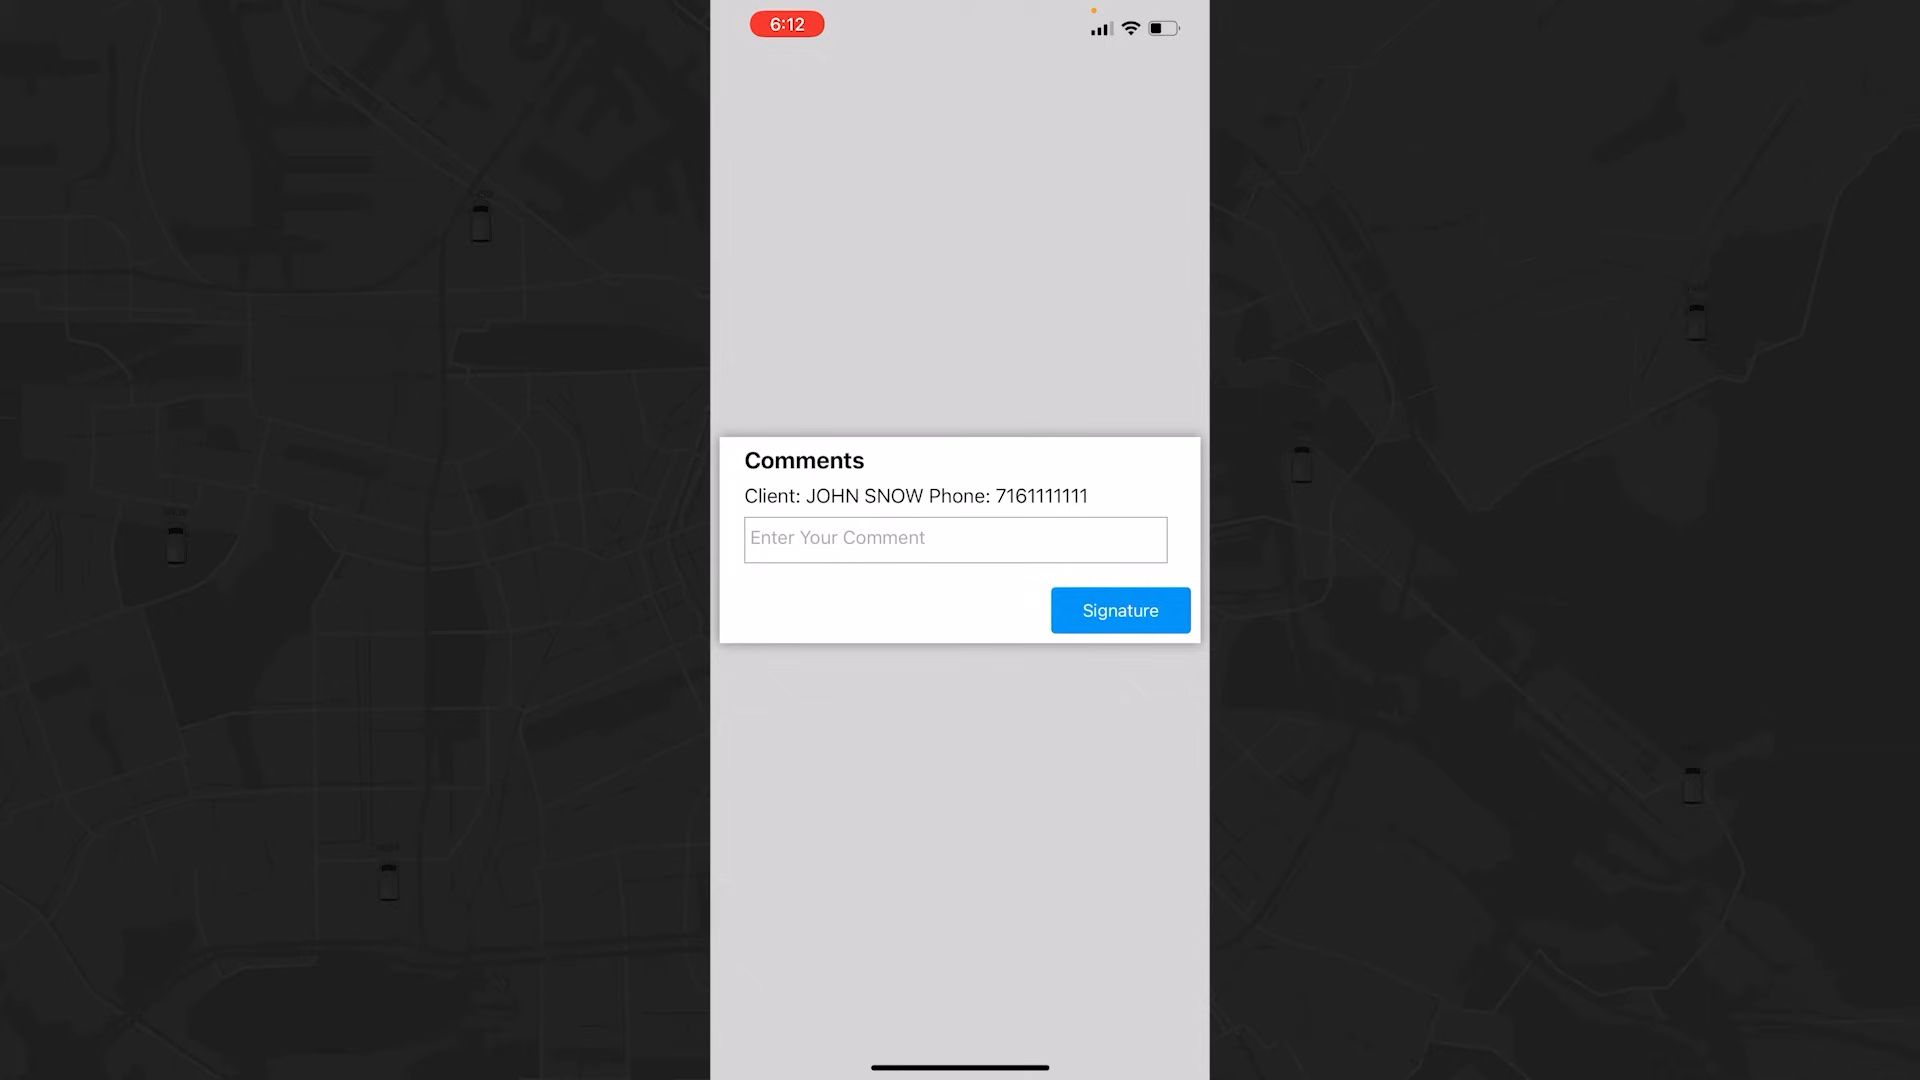 6:12
Comments
Client: JOHN SNOW Phone: 7161111111
Enter Your Comment
Signature